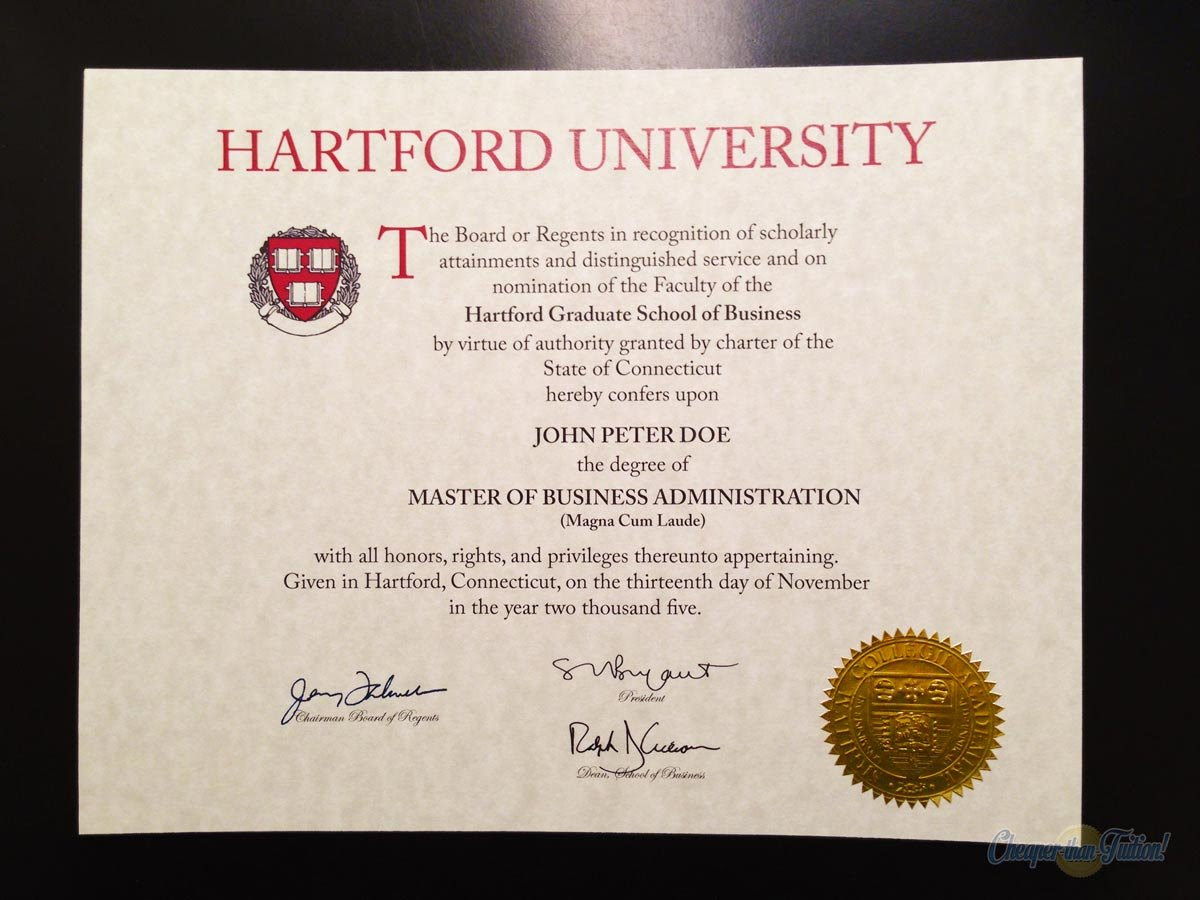 HARTFORD UNIVERSITY
The Board or Regents in recognition of scholarly
attainments and distinguished service and on
nomination of the Faculty of the
Hartford Graduate School of Business
by virtue of authority granted by charter of the
State of Connecticut
hereby confers upon
JOHN PETER DOE
the degree of
MASTER OF BUSINESS ADMINISTRATION
(Magna Cum Laude)
with all honors, rights, and privileges thereunto appertaining.
Given in Hartford, Connecticut, on the thirteenth day of November
in the year two thousand five.
Chairman Board of Regents
President
Ralph
Dean, School of Business
COLLEGII
Cheaper-than-Tuition!